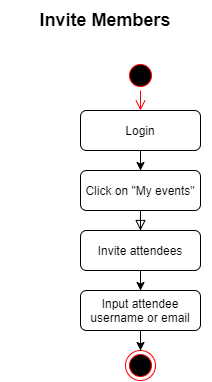 Invite Members
Login
Click on "My events"
Invite attendees
Input attendee
username or email